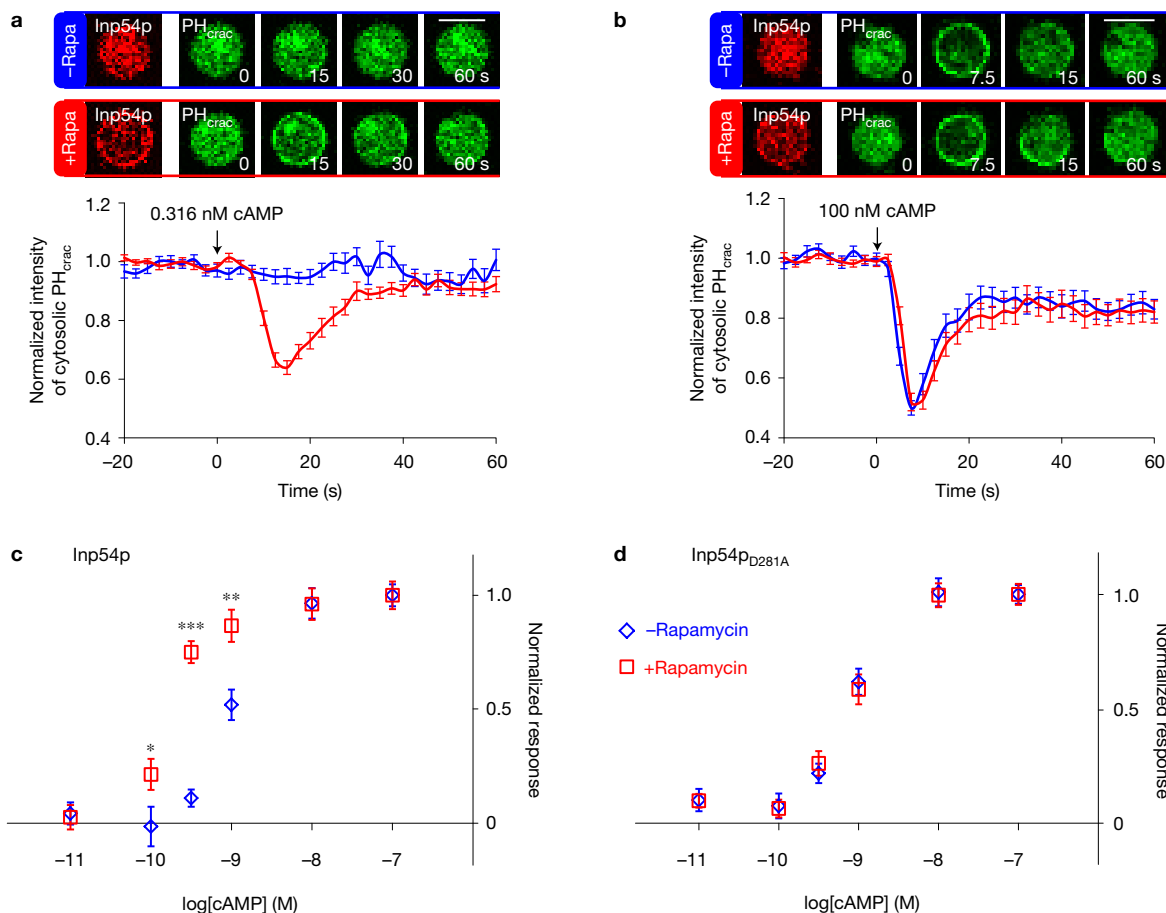 a
−Rapa
Inp54p
PHcrac
0
15
30
60 s
+Rapa
Inp54p
PHcrac
0
15
30
60 s
1.2
1.0
0.8
0.6
0.4
Normalized intensity
of cytosolic PHcrac
0.316 nM cAMP
−20
0
20
40
60
Time (s)
b
−Rapa
Inp54p
PHcrac
0
7.5
15
60 s
+Rapa
Inp54p
PHcrac
0
7.5
15
60 s
1.2
1.0
0.8
0.6
0.4
Normalized intensity
of cytosolic PHcrac
100 nM cAMP
−20
0
20
40
60
Time (s)
c
Inp54p
*
***
**
1.0
0.5
0
Normalized response
−11
−10
−9
−8
−7
log[cAMP] (M)
d
Inp54pD281A
−Rapamycin
+Rapamycin
1.0
0.5
0
Normalized response
−11
−10
−9
−8
−7
log[cAMP] (M)